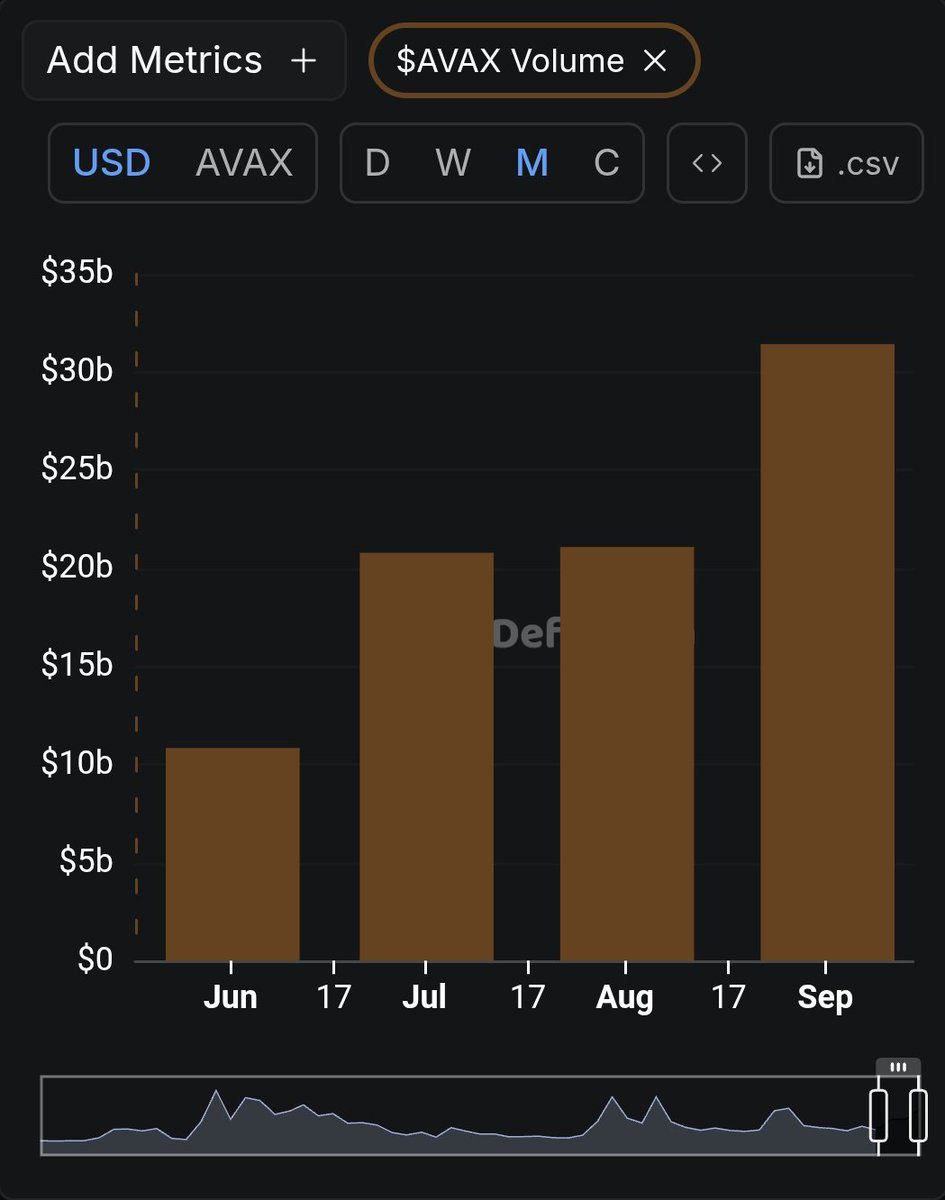 Add Metrics + $AVAX Volume ×
USD AVAX D W M C <> .csv
$35b
$30b
$25b
$20b
Def
$15b
$10b
$5b
$0
Jun 17 Jul 17 Aug 17 Sep